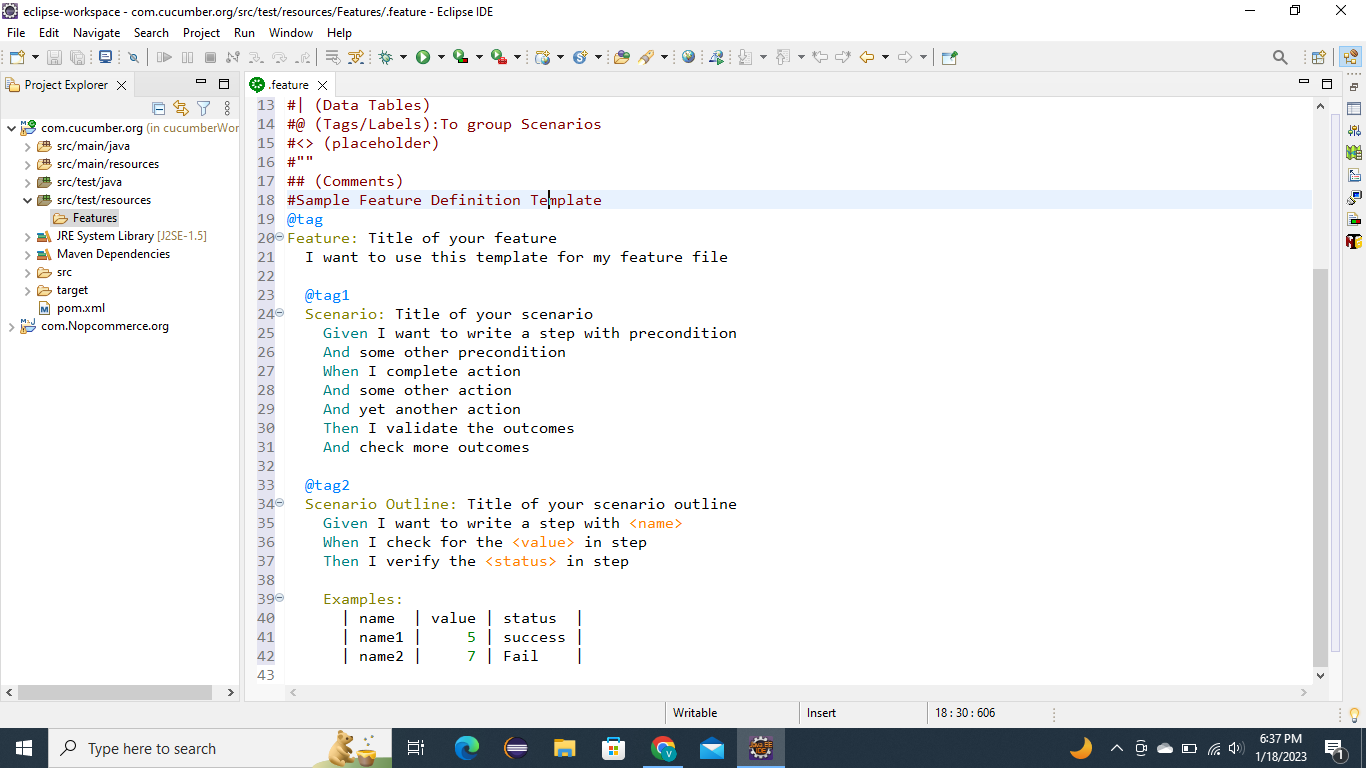 eclipse-workspace - com.cucumber.org/src/test/resources/Features/.feature - Eclipse IDE
File Edit Navigate Search Project Run Window Help
Project Explorer
.feature
com.cucumber.org (in cucumberWor
src/main/java
src/main/resources
src/test/java
src/test/resources
Features
JRE System Library [J2SE-1.5]
Maven Dependencies
src
target
pom.xml
com.Nopcommerce.org
13 #| (Data Tables)
14 #@ (Tags/Labels):To group Scenarios
15 #<> (placeholder)
16 #""
17 ## (Comments)
18 #Sample Feature Definition Template
19 @tag
20 Feature: Title of your feature
21   I want to use this template for my feature file
22
23   @tag1
24   Scenario: Title of your scenario
25     Given I want to write a step with precondition
26     And some other precondition
27     When I complete action
28     And some other action
29     And yet another action
30     Then I validate the outcomes
31     And check more outcomes
32
33   @tag2
34   Scenario Outline: Title of your scenario outline
35     Given I want to write a step with <name>
36     When I check for the <value> in step
37     Then I verify the <status> in step
38
39     Examples:
40       | name  | value | status  |
41       | name1 |     5 | success |
42       | name2 |     7 | Fail    |
43
Writable Insert 18 : 30 : 606
Type here to search
6:37 PM
1/18/2023
1